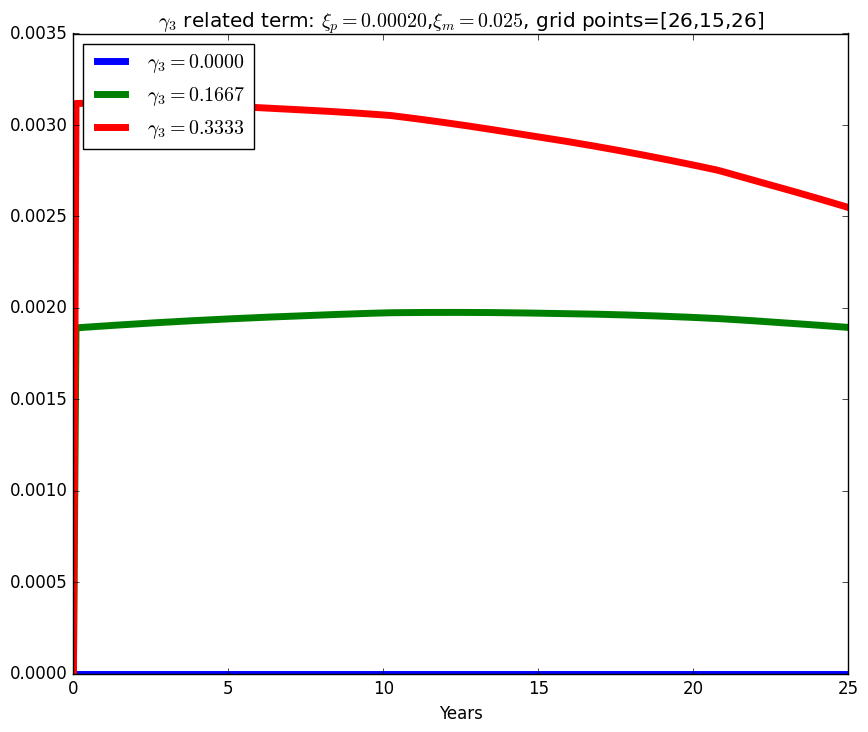 γ₃ related term: ξₚ = 0.00020,ξₘ = 0.025, grid points=[26,15,26]
0.0035
γ₃ = 0.0000
γ₃ = 0.1667
γ₃ = 0.3333
0.0030
0.0025
0.0020
0.0015
0.0010
0.0005
0.0000
0 5 10 15 20 25
Years